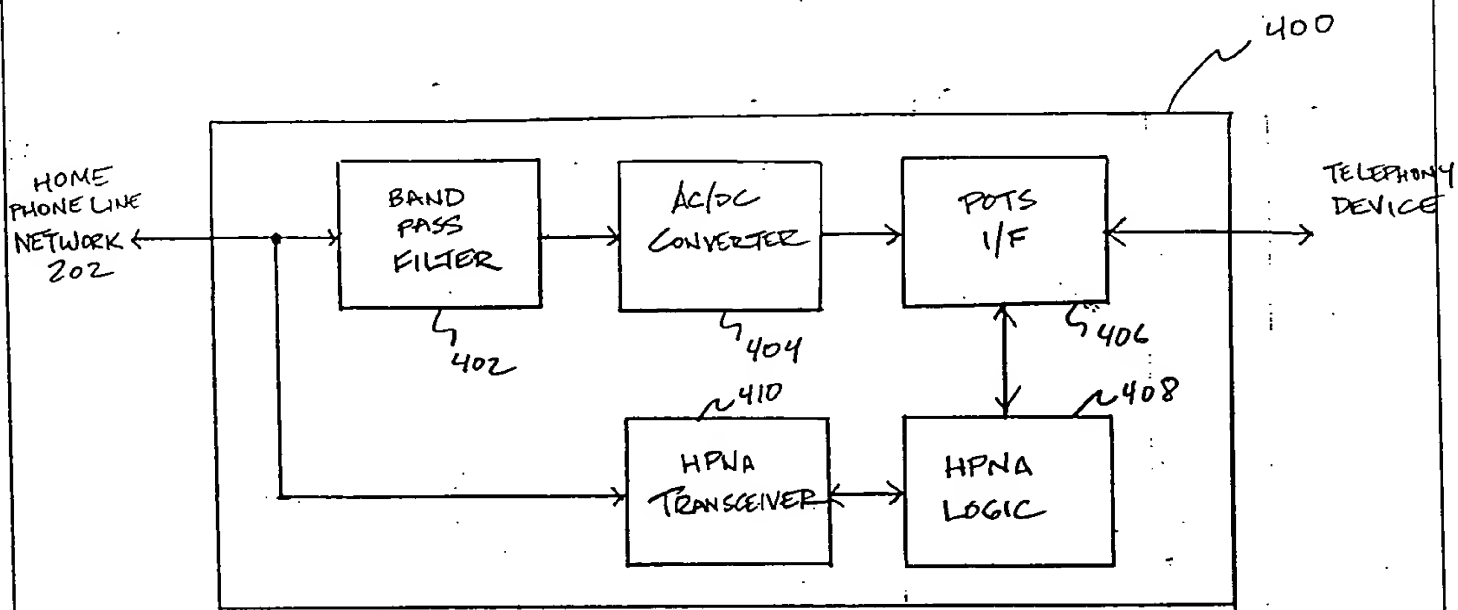 400
HOME
PHONE LINE
NETWORK
202
BAND
PASS
FILTER
402
AC/DC
CONVERTER
404
POTS
I/F
406
TELEPHONY
DEVICE
410
HPNA
TRANSCEIVER
408
HPNA
LOGIC